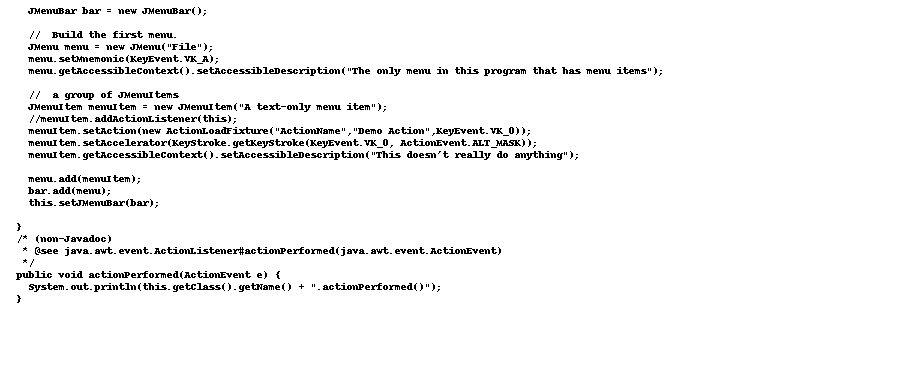 JMenuBar bar = new JMenuBar();

//  Build the first menu.
JMenu menu = new JMenu("File");
menu.setMnemonic(KeyEvent.VK_A);
menu.getAccessibleContext().setAccessibleDescription("The only menu in this program that has menu items");

//  a group of JMenuItems
JMenuItem menuItem = new JMenuItem("A text-only menu item");
//menuItem.addActionListener(this);
menuItem.setAction(new ActionLoadFixture("ActionName","Demo Action",KeyEvent.VK_O));
menuItem.setAccelerator(KeyStroke.getKeyStroke(KeyEvent.VK_O, ActionEvent.ALT_MASK));
menuItem.getAccessibleContext().setAccessibleDescription("This doesn't really do anything");

menu.add(menuItem);
bar.add(menu);
this.setJMenuBar(bar);

}
/* (non-Javadoc)
 * @see java.awt.event.ActionListener#actionPerformed(java.awt.event.ActionEvent)
 */
public void actionPerformed(ActionEvent e) {
  System.out.println(this.getClass().getName() + ".actionPerformed()");
}